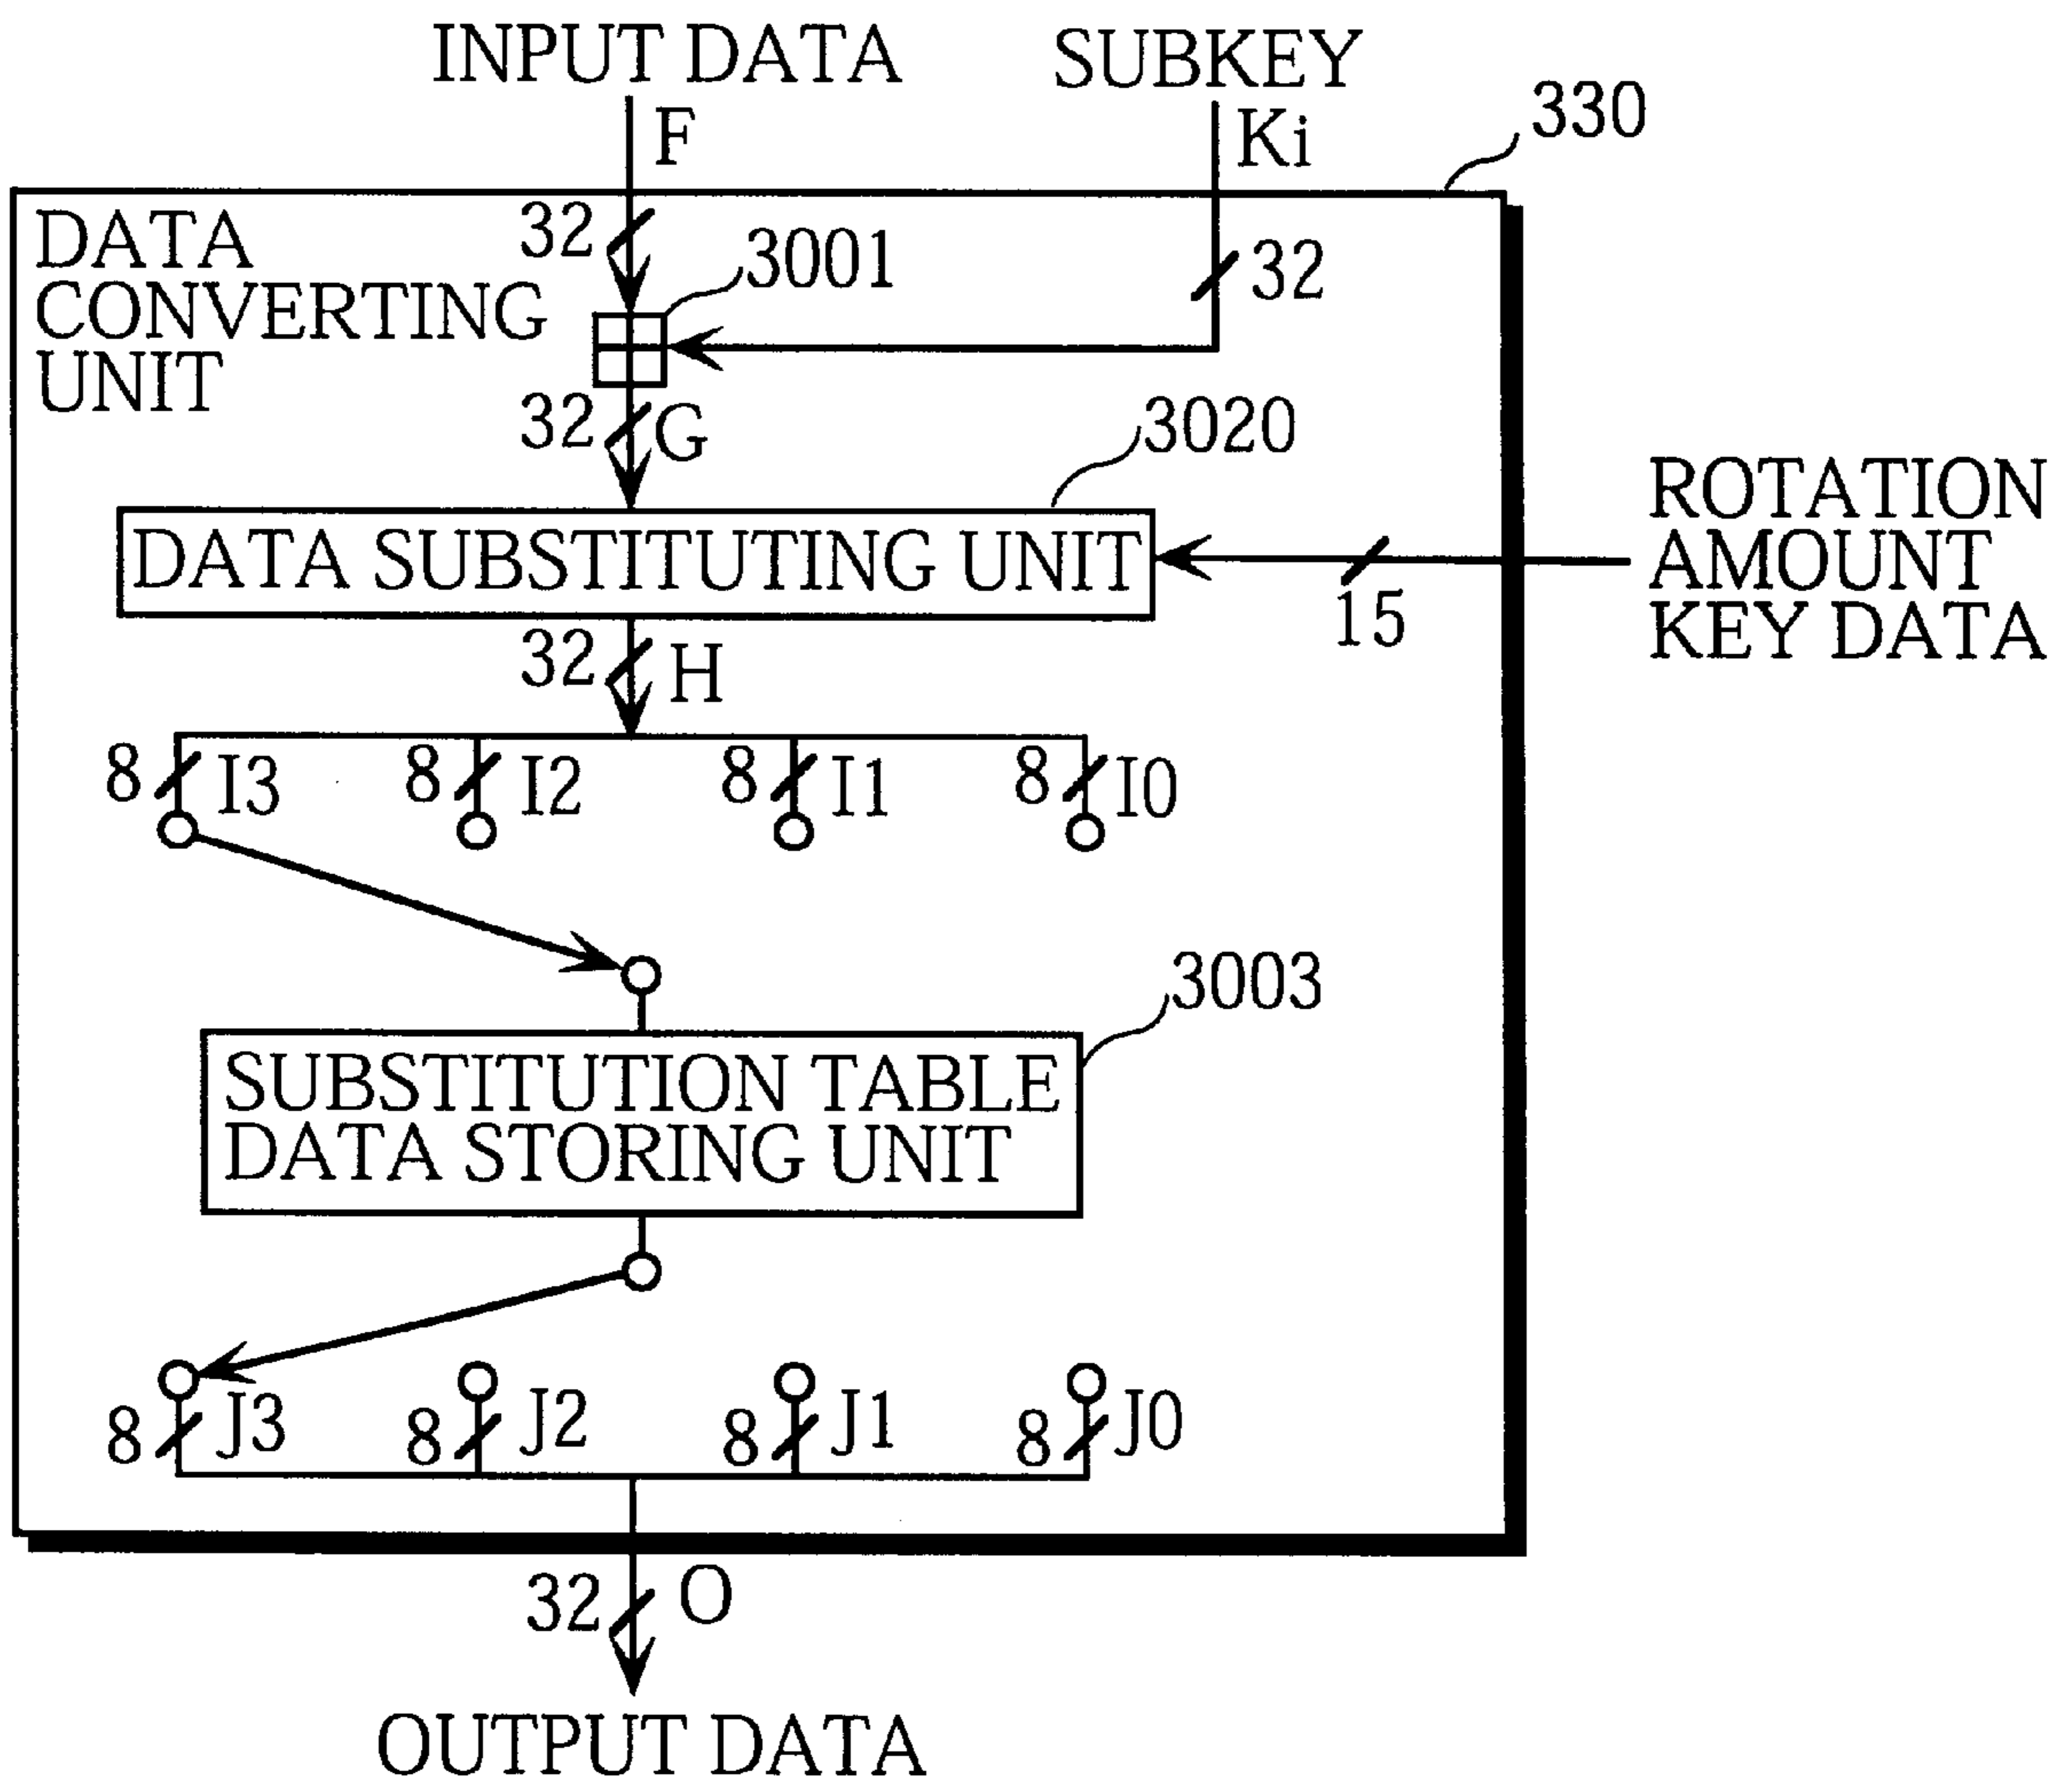 INPUT DATA
SUBKEY
F
Ki
330
DATA
CONVERTING
UNIT
32
3001
32
32
G
3020
DATA SUBSTITUTING UNIT
15
ROTATION
AMOUNT
KEY DATA
32
H
8
I3
8
I2
8
I1
8
I0
3003
SUBSTITUTION TABLE
DATA STORING UNIT
8
J3
8
J2
8
J1
8
J0
32
O
OUTPUT DATA